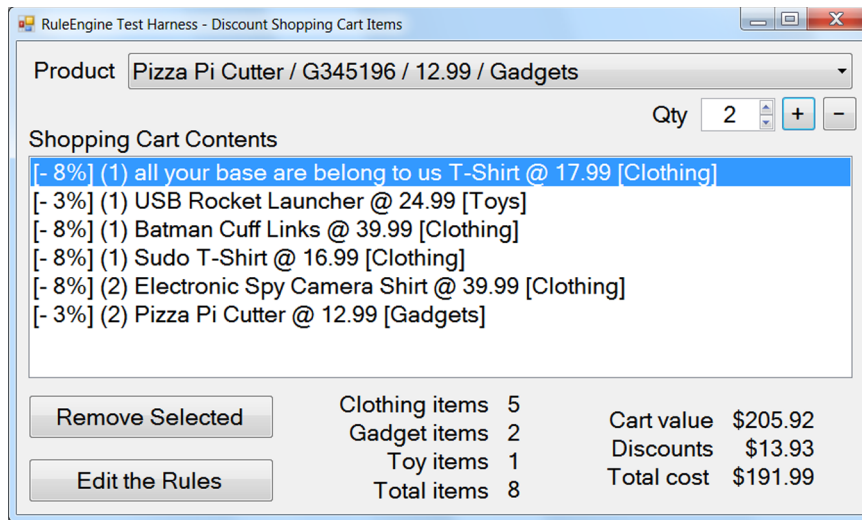 RuleEngine Test Harness - Discount Shopping Cart Items
Product Pizza Pi Cutter / G345196 / 12.99 / Gadgets
Qty 2 + -
Shopping Cart Contents
[- 8%] (1) all your base are belong to us T-Shirt @ 17.99 [Clothing]
[- 3%] (1) USB Rocket Launcher @ 24.99 [Toys]
[- 8%] (1) Batman Cuff Links @ 39.99 [Clothing]
[- 8%] (1) Sudo T-Shirt @ 16.99 [Clothing]
[- 8%] (2) Electronic Spy Camera Shirt @ 39.99 [Clothing]
[- 3%] (2) Pizza Pi Cutter @ 12.99 [Gadgets]
Remove Selected
Edit the Rules
Clothing items 5
Gadget items 2
Toy items 1
Total items 8
Cart value $205.92
Discounts $13.93
Total cost $191.99